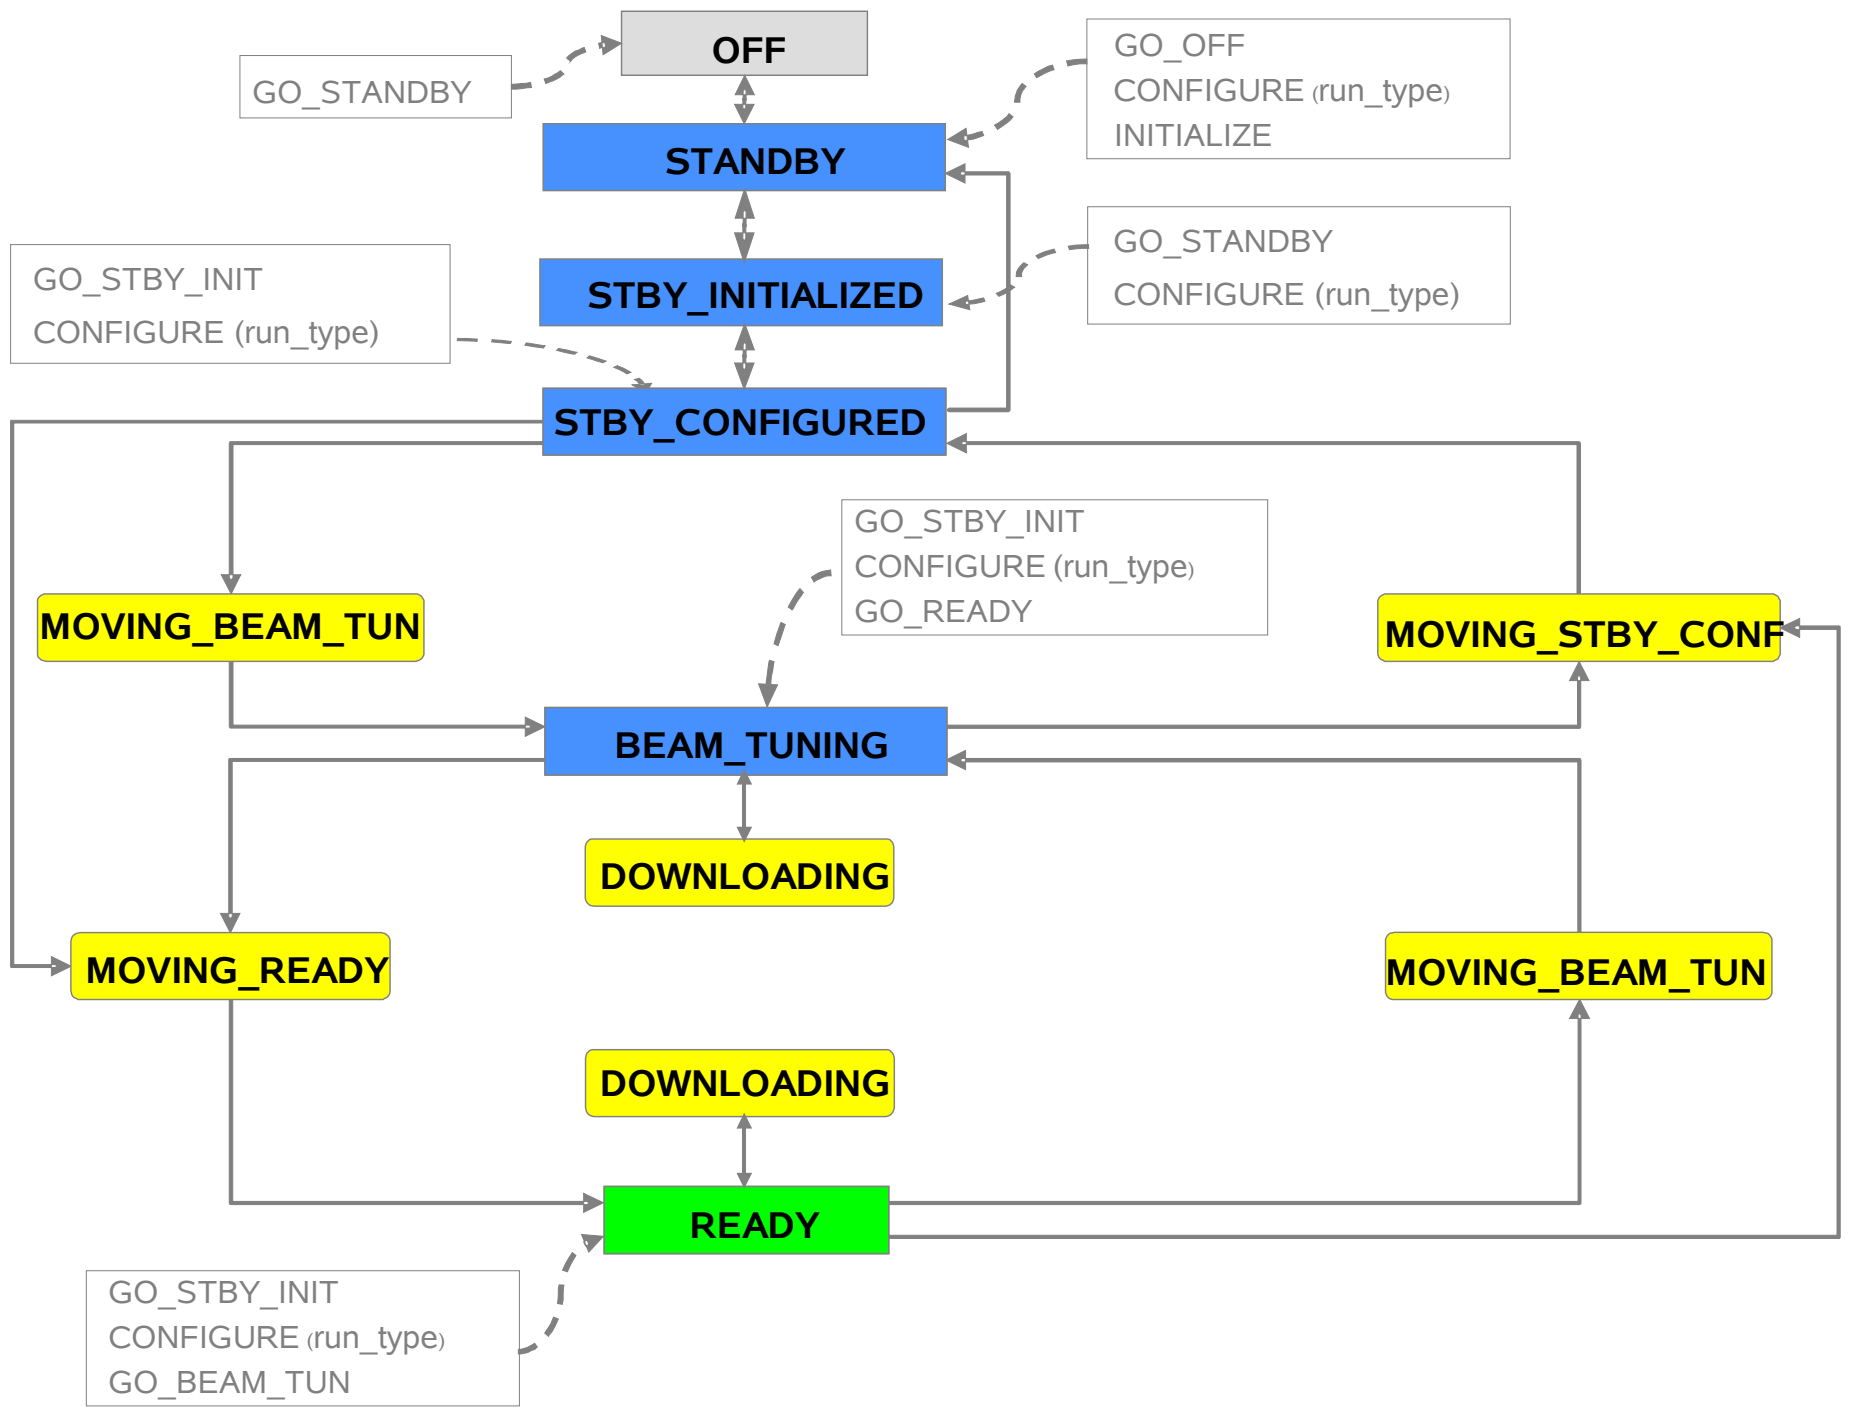 OFF
GO_STANDBY
GO_OFF
CONFIGURE (run_type)
INITIALIZE
STANDBY
GO_STANDBY
CONFIGURE (run_type)
GO_STBY_INIT
CONFIGURE (run_type)
STBY_INITIALIZED
STBY_CONFIGURED
GO_STBY_INIT
CONFIGURE (run_type)
GO_READY
MOVING_BEAM_TUN
MOVING_STBY_CONF
BEAM_TUNING
DOWNLOADING
MOVING_READY
MOVING_BEAM_TUN
DOWNLOADING
READY
GO_STBY_INIT
CONFIGURE (run_type)
GO_BEAM_TUN